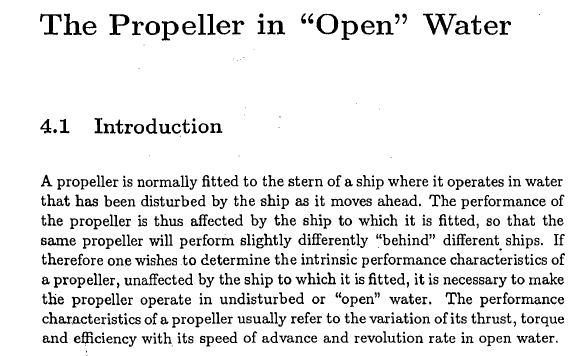 The Propeller in “Open” Water
4.1 Introduction
A propeller is normally fitted to the stern of a ship where it operates in water
that has been disturbed by the ship as it moves ahead. The performance of
the propeller is thus affected by the ship to which it is fitted, so that the
same propeller will perform slightly differently “behind” different ships. If
therefore one wishes to determine the intrinsic performance characteristics of
a propeller, unaffected by the ship to which it is fitted, it is necessary to make
the propeller operate in undisturbed or “open” water. The performance
characteristics of a propeller usually refer to the variation of its thrust, torque
and efficiency with its speed of advance and revolution rate in open water.